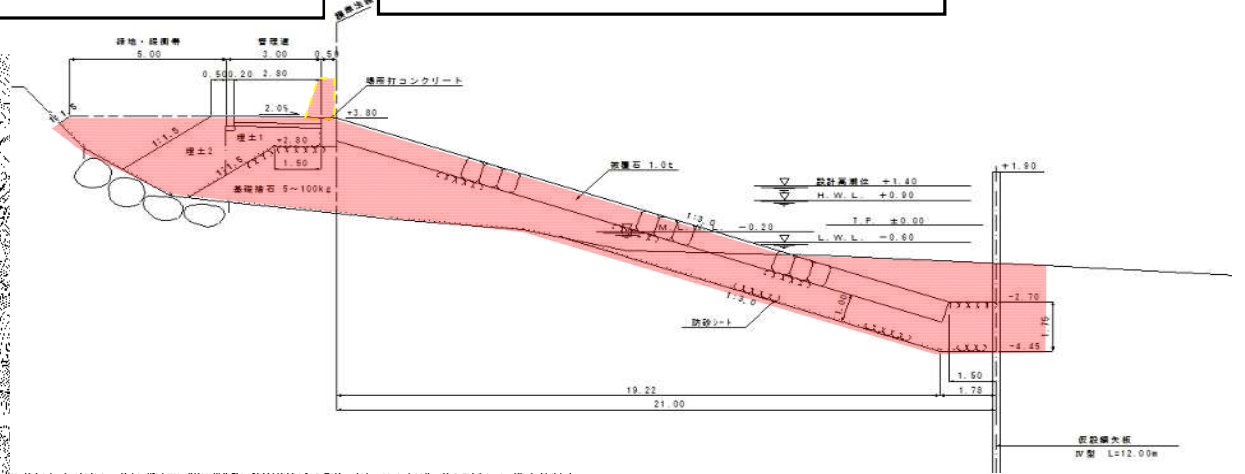 護岸法線
緑地・緩衝帯
管理道
5.00
3.00
0.50
0.50
0.20
2.80
場所打コンクリート
2.0%
+3.80
1:1.5
1:1.5
埋土1
+2.80
埋土2
1:1.5
1.50
基礎捨石 5～100kg
被覆石 1.0t
+1.90
設計高潮位 +1.40
H.W.L. +0.90
T.P. ±0.00
1:3.0
M.L.W.L. -0.20
L.W.L. -0.60
-2.70
1:3.0
1.00
1.75
防砂シート
-4.45
1.50
19.22
1.78
21.00
仮設鋼矢板
Ⅳ型 L=12.00m